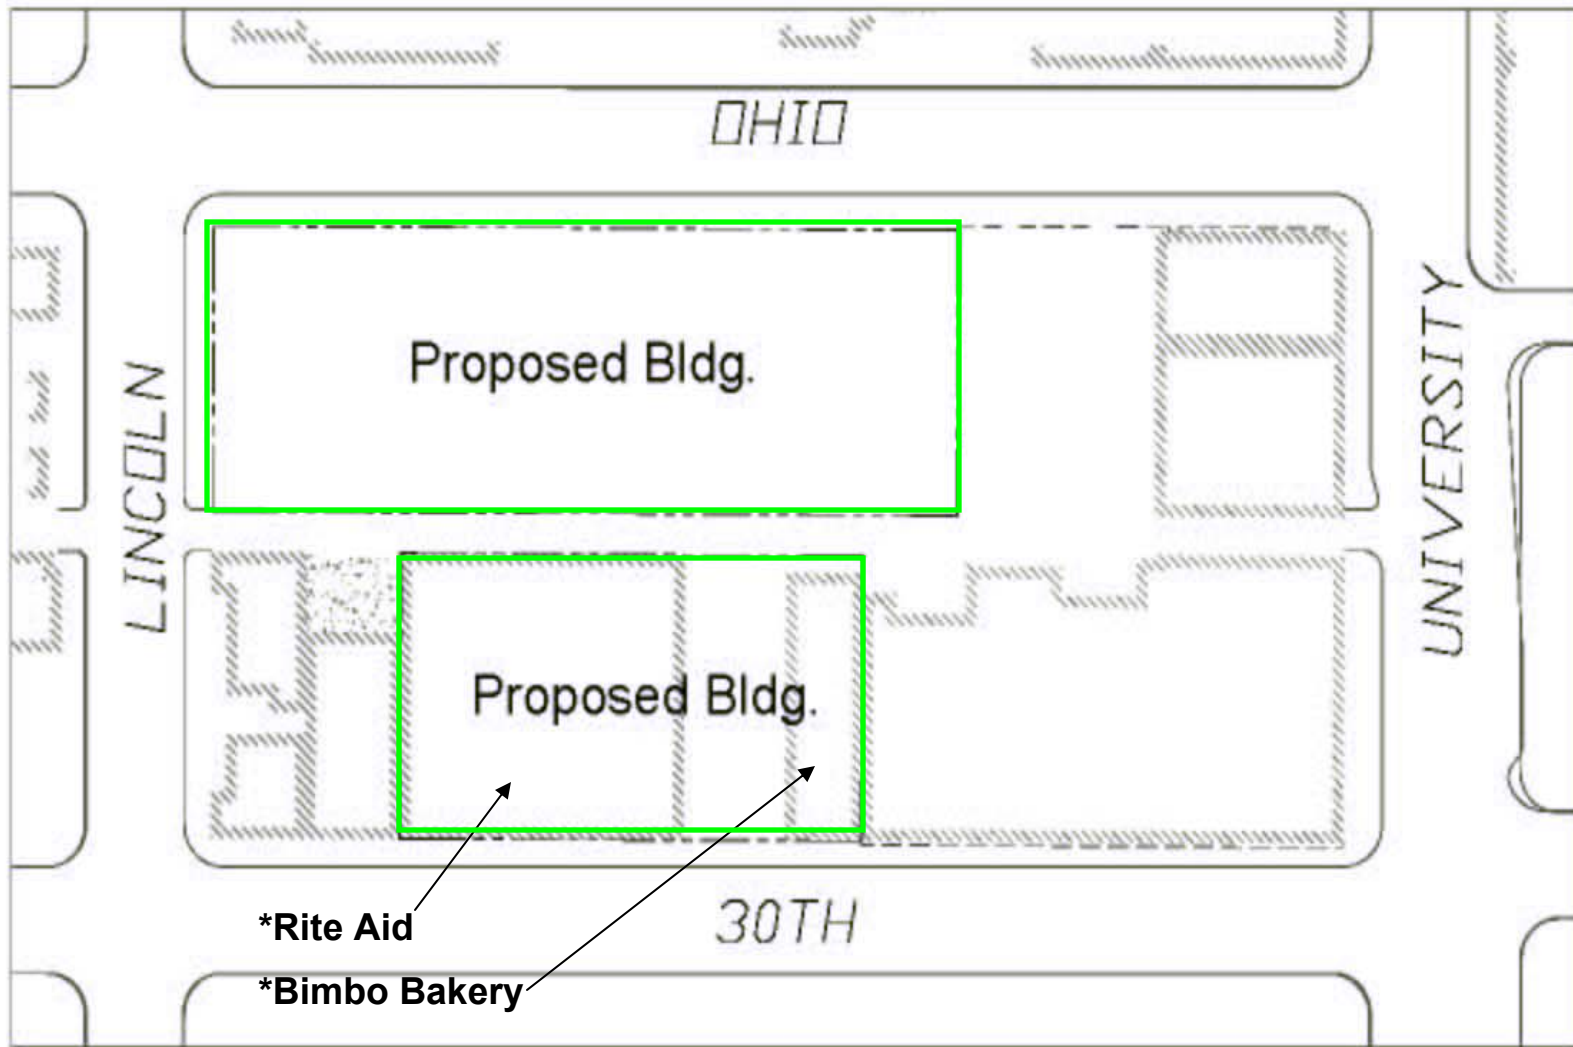 OHIO
Proposed Bldg.
LINCOLN
UNIVERSITY
Proposed Bldg.
*Rite Aid
30TH
*Bimbo Bakery